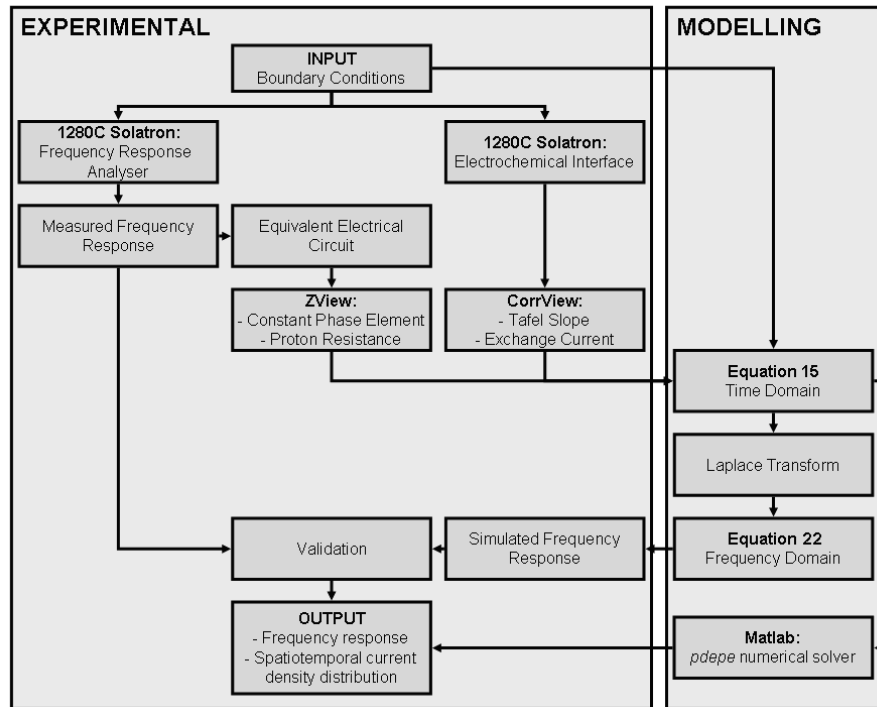 EXPERIMENTAL
MODELLING
INPUT
Boundary Conditions
1280C Solatron:
Frequency Response
Analyser
1280C Solatron:
Electrochemical Interface
Measured Frequency
Response
Equivalent Electrical
Circuit
ZView:
- Constant Phase Element
- Proton Resistance
CorrView:
- Tafel Slope
- Exchange Current
Equation 15
Time Domain
Laplace Transform
Equation 22
Frequency Domain
Simulated Frequency
Response
Validation
OUTPUT
- Frequency response
- Spatiotemporal current
density distribution
Matlab:
pdepe numerical solver